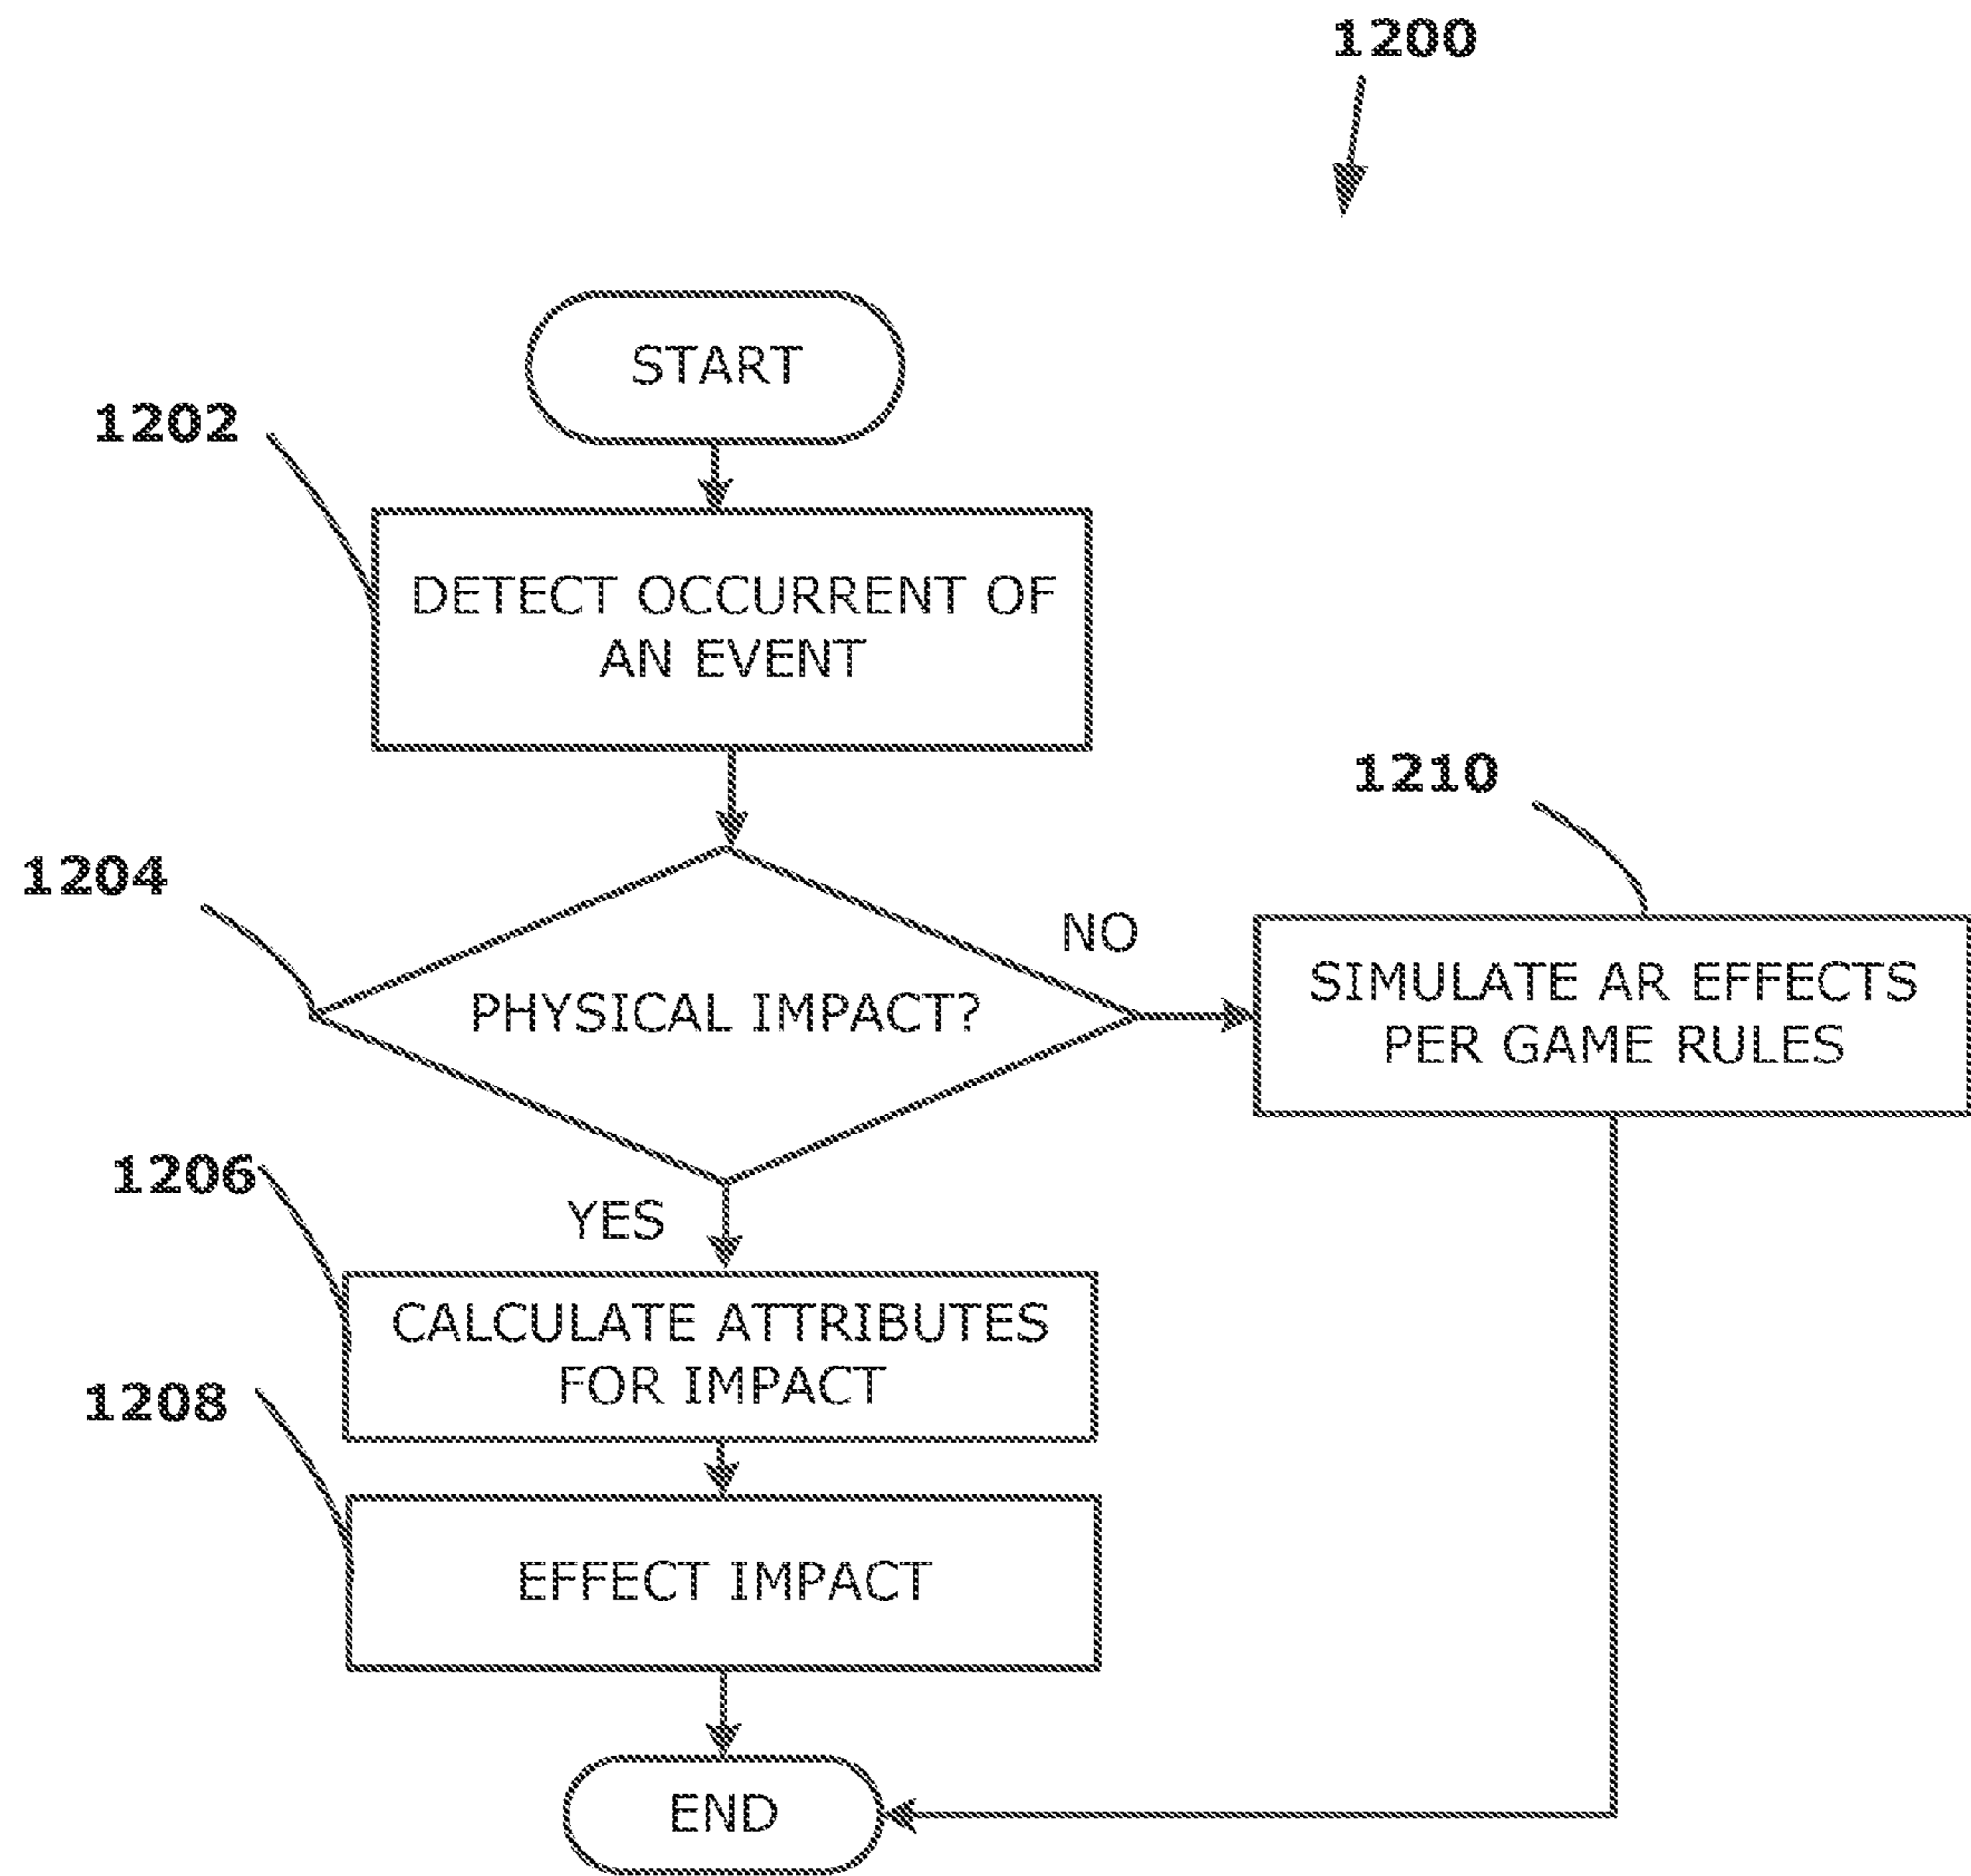 1200
START
1202
DETECT OCCURRENT OF
AN EVENT
1204
PHYSICAL IMPACT?
NO
1210
SIMULATE AR EFFECTS
PER GAME RULES
YES
1206
CALCULATE ATTRIBUTES
FOR IMPACT
1208
EFFECT IMPACT
END